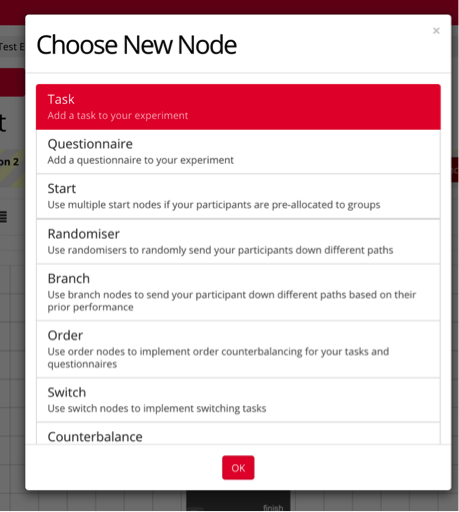 Test E
Choose New Node
×
t
on 2
Task
Add a task to your experiment
Questionnaire
Add a questionnaire to your experiment
Start
Use multiple start nodes if your participants are pre-allocated to groups
Randomiser
Use randomisers to randomly send your participants down different paths
Branch
Use branch nodes to send your participant down different paths based on their
prior performance
Order
Use order nodes to implement order counterbalancing for your tasks and
questionnaires
Switch
Use switch nodes to implement switching tasks
Counterbalance
OK
finish